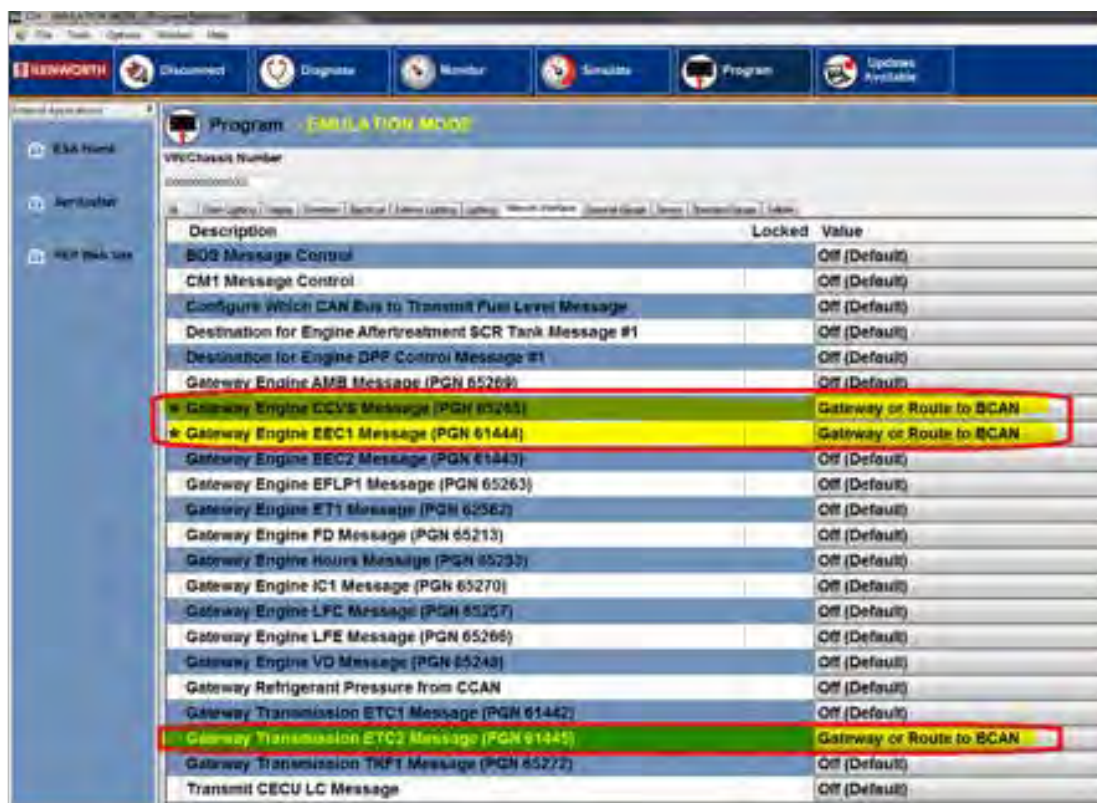 File Tools Options Window Help
KENWORTH Disconnect Diagnose Monitor Simulate Program Updates Available
ESA Home
Program - EMULATION MODE
VIN/Chassis Number
Description Locked Value
BOS Message Control Off (Default)
CM1 Message Control Off (Default)
Configure Which CAN Bus to Transmit Fuel Level Message Off (Default)
Destination for Engine Aftertreatment SCR Tank Message #1 Off (Default)
Destination for Engine DPF Control Message #1 Off (Default)
Gateway Engine AMB Message (PGN 65269) Off (Default)
★ Gateway Engine CCVS Message (PGN 65265) Gateway or Route to BCAN
★ Gateway Engine EEC1 Message (PGN 61444) Gateway or Route to BCAN
Gateway Engine EEC2 Message (PGN 61443) Off (Default)
Gateway Engine EFLP1 Message (PGN 65263) Off (Default)
Gateway Engine ET1 Message Off (Default)
Gateway Engine FD Message (PGN 65213) Off (Default)
Gateway Engine Hours Message (PGN 65253) Off (Default)
Gateway Engine IC1 Message (PGN 65270) Off (Default)
Gateway Engine LFC Message (PGN 65257) Off (Default)
Gateway Engine LFE Message (PGN 65266) Off (Default)
Gateway Engine VD Message (PGN 65248) Off (Default)
Gateway Refrigerant Pressure from CCAN Off (Default)
Gateway Transmission ETC1 Message (PGN 61442) Off (Default)
Gateway Transmission ETC2 Message (PGN 61445) Gateway or Route to BCAN
Gateway Transmission TRF1 Message (PGN 65272) Off (Default)
Transmit CECU LC Message Off (Default)